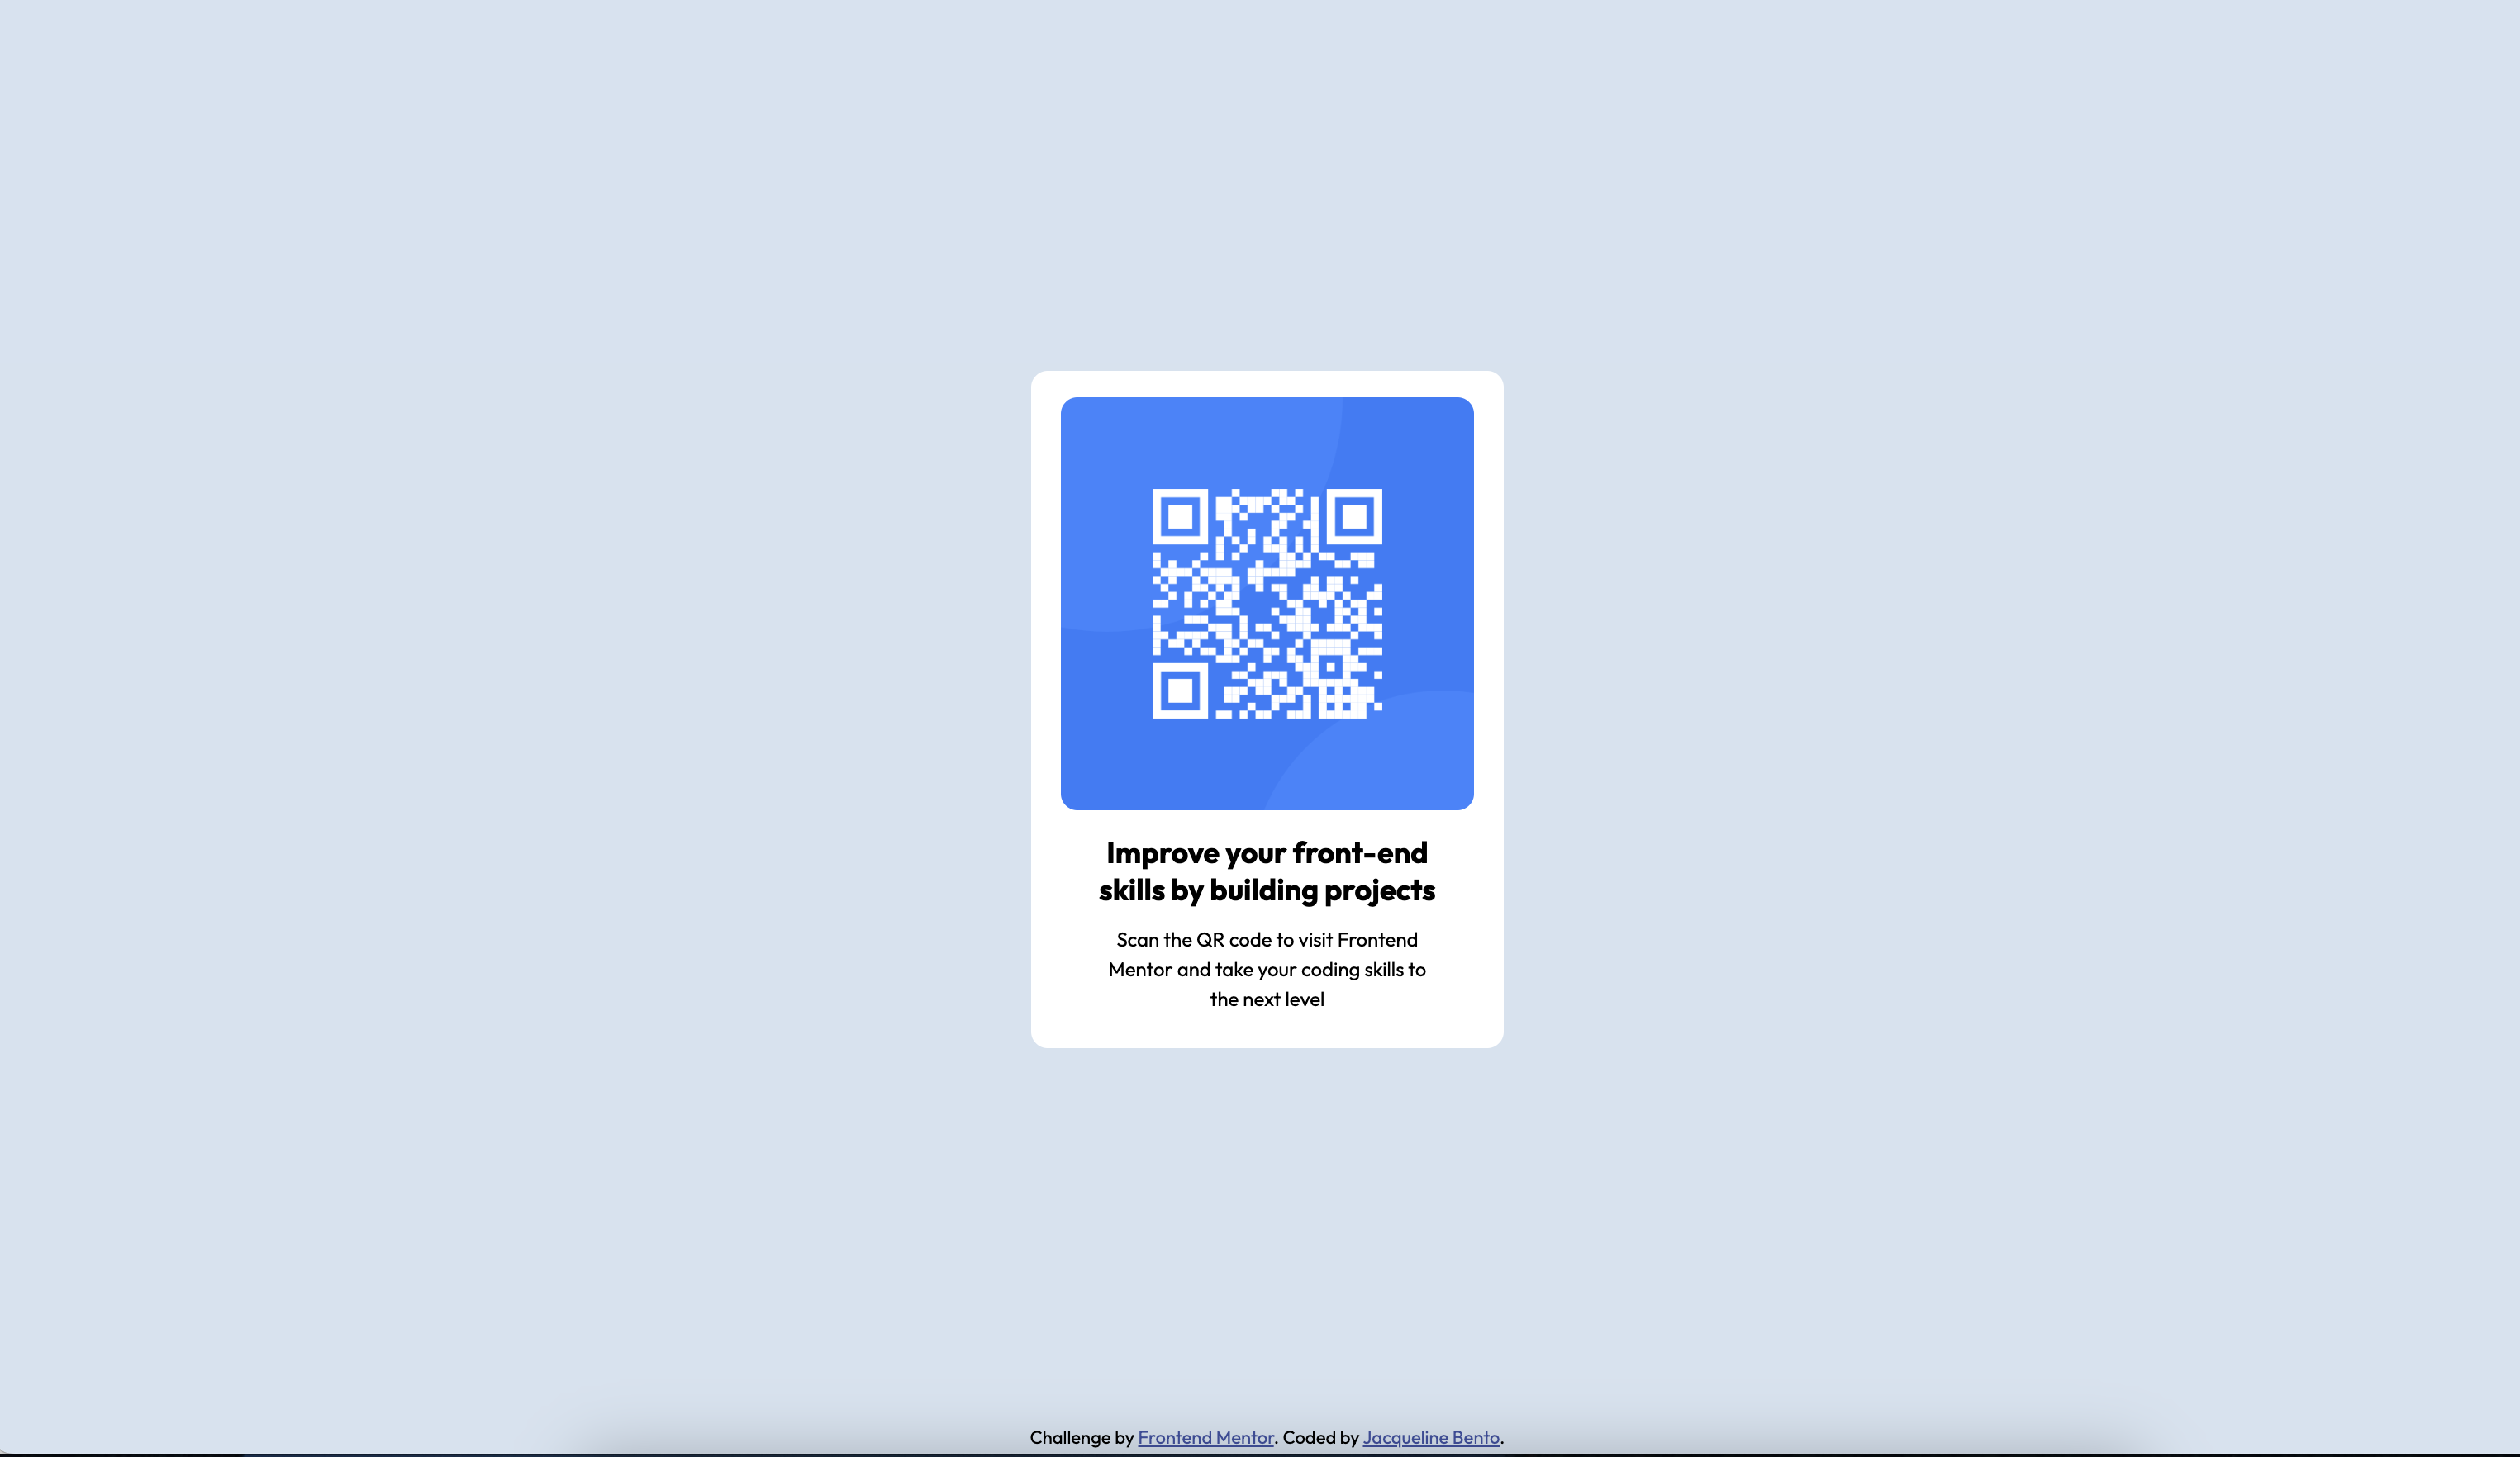 Improve your front-end
skills by building projects
Scan the QR code to visit Frontend
Mentor and take your coding skills to
the next level
Challenge by Frontend Mentor. Coded by Jacqueline Bento.